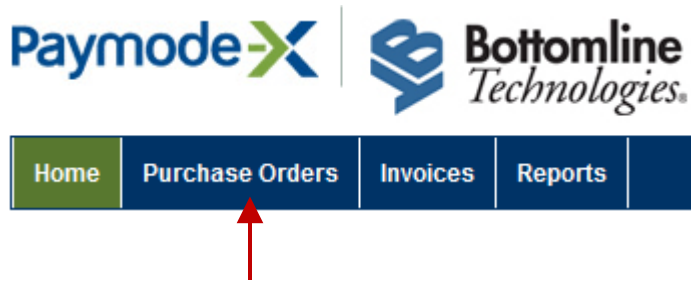 Paymode-X
Bottomline
Technologies®
Home Purchase Orders Invoices Reports